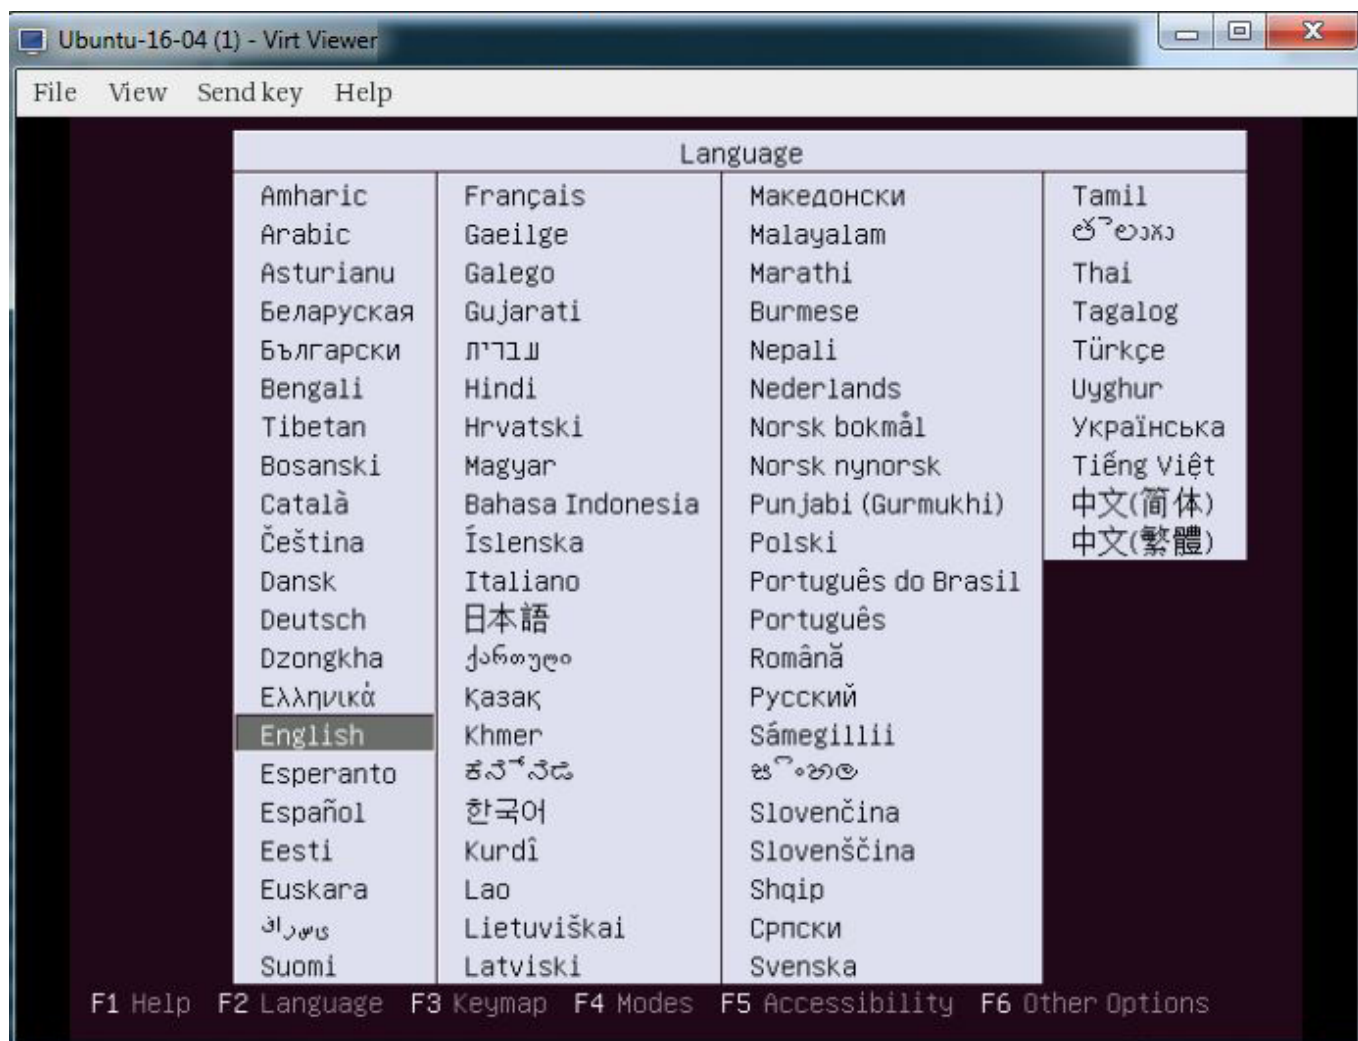 Ubuntu-16-04 (1) - Virt Viewer
File View Send key Help
Language
Amharic
Arabic
Asturianu
Беларуская
Български
Bengali
Tibetan
Bosanski
Català
Čeština
Dansk
Deutsch
Dzongkha
Ελληνικά
English
Esperanto
Español
Eesti
Euskara
فارسى
Suomi
Français
Gaeilge
Galego
Gujarati
עברית
Hindi
Hrvatski
Magyar
Bahasa Indonesia
Íslenska
Italiano
日本語
ქართული
Қазақ
Khmer
ಕನ್ನಡ
한국어
Kurdî
Lao
Lietuviškai
Latviski
Македонски
Malayalam
Marathi
Burmese
Nepali
Nederlands
Norsk bokmål
Norsk nynorsk
Punjabi (Gurmukhi)
Polski
Português do Brasil
Português
Română
Русский
Sámegillii
සිංහල
Slovenčina
Slovenščina
Shqip
Српски
Svenska
Tamil
తెలుగు
Thai
Tagalog
Türkçe
Uyghur
Українська
Tiếng Việt
中文(简体)
中文(繁體)
F1 Help F2 Language F3 Keymap F4 Modes F5 Accessibility F6 Other Options